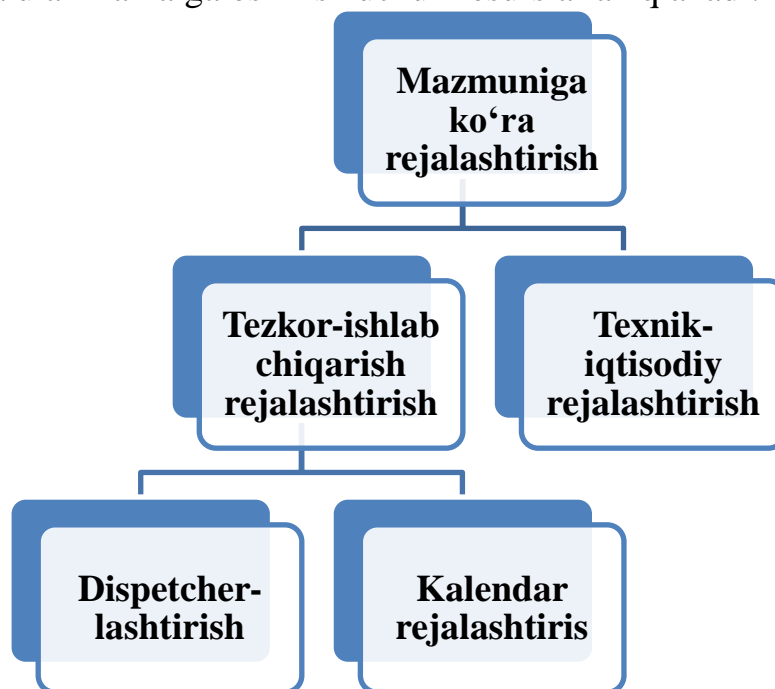 Mazmuniga
ko‘ra
rejalashtirish
Tezkor-ishlab
chiqarish
rejalashtirish
Texnik-
iqtisodiy
rejalashtirish
Dispetcher-
lashtirish
Kalendar
rejalashtiris